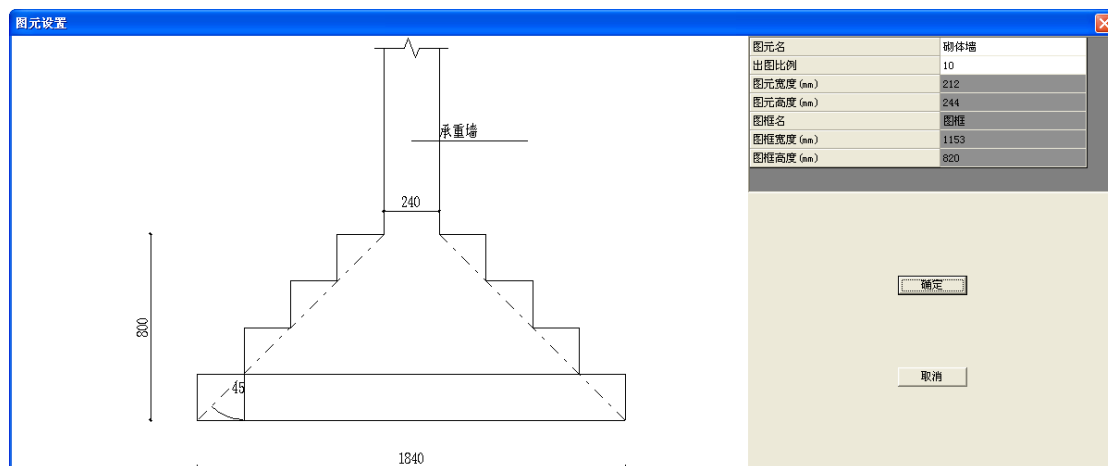 图元设置
图元名 砌体墙
出图比例 10
图元宽度(mm) 212
图元高度(mm) 244
图框名 图框
图框宽度(mm) 1153
图框高度(mm) 820
承重墙
240
800
45
1840
确定
取消